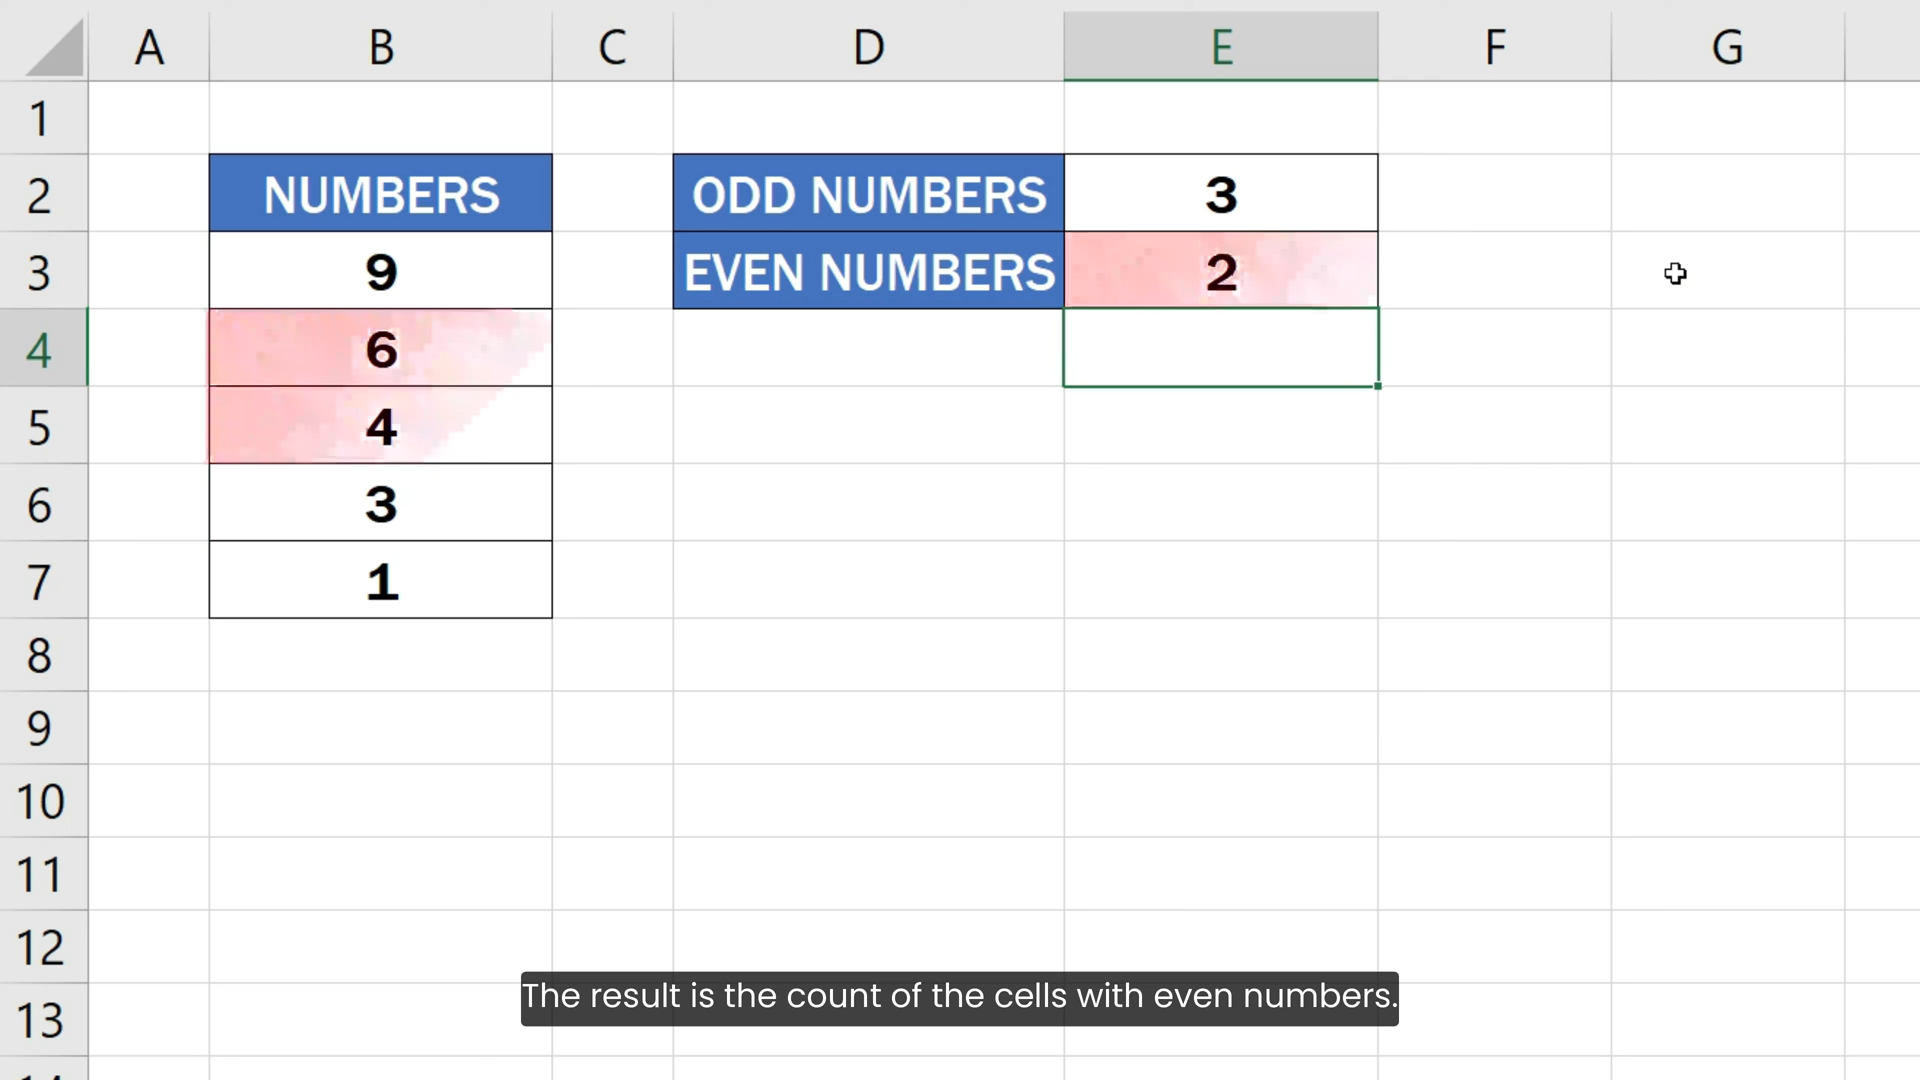 A B C D E F G
1
2 NUMBERS ODD NUMBERS 3
3 9 EVEN NUMBERS 2
4 6
5 4
6 3
7 1
8
9
10
11
12
The result is the count of the cells with even numbers.
13